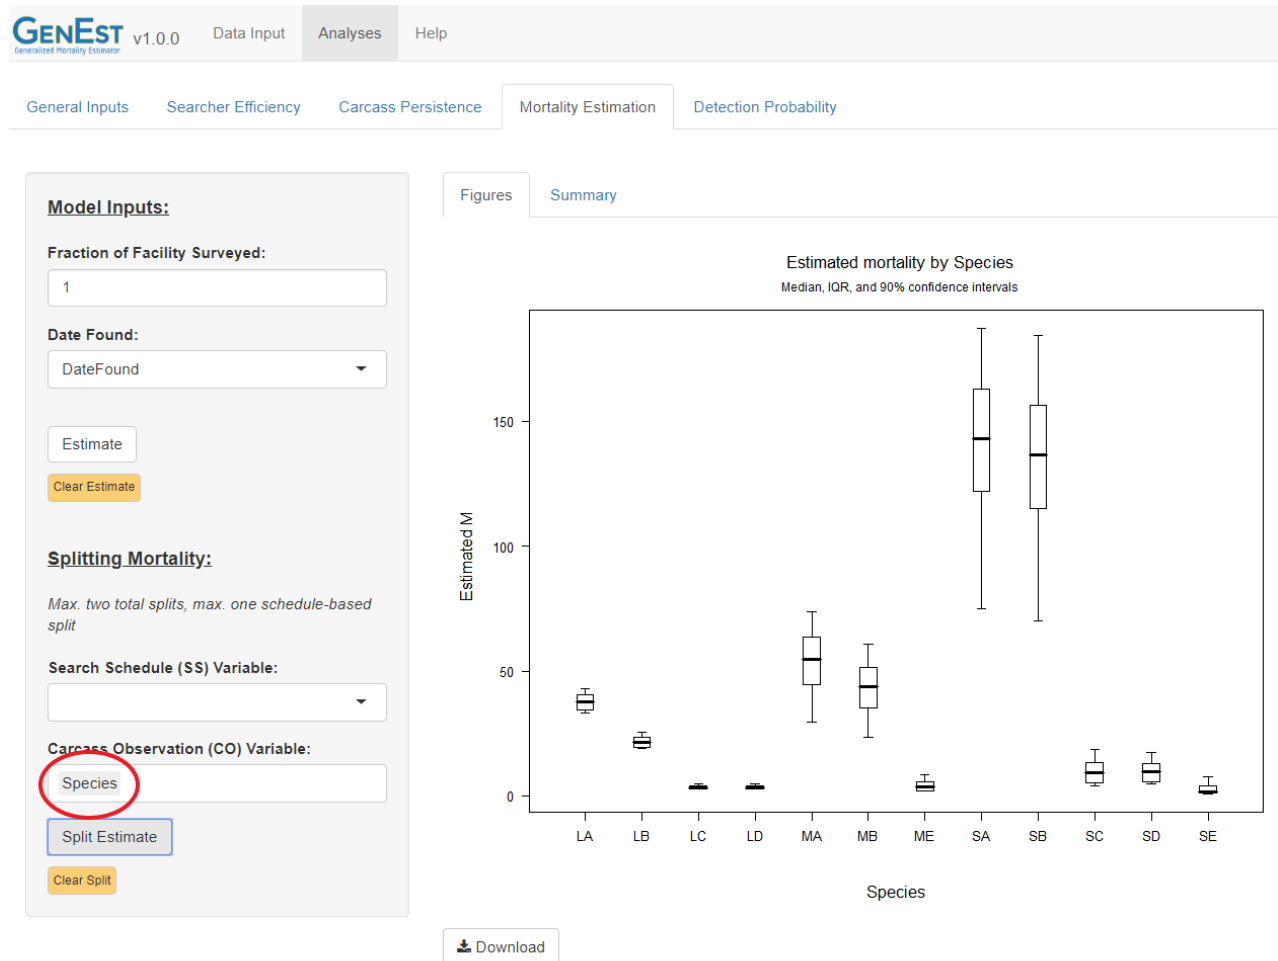 GENEST v1.0.0 Data Input Analyses Help
Generalized Mortality Estimator
General Inputs Searcher Efficiency Carcass Persistence Mortality Estimation Detection Probability
Model Inputs:
Fraction of Facility Surveyed:
1
Date Found:
DateFound
Estimate
Clear Estimate
Splitting Mortality:
Max. two total splits, max. one schedule-based
split
Search Schedule (SS) Variable:
Carcass Observation (CO) Variable:
Species
Split Estimate
Clear Split
Figures Summary
Estimated mortality by Species
Median, IQR, and 90% confidence intervals
Estimated M
150
100
50
0
LA LB LC LD MA MB ME SA SB SC SD SE
Species
Download